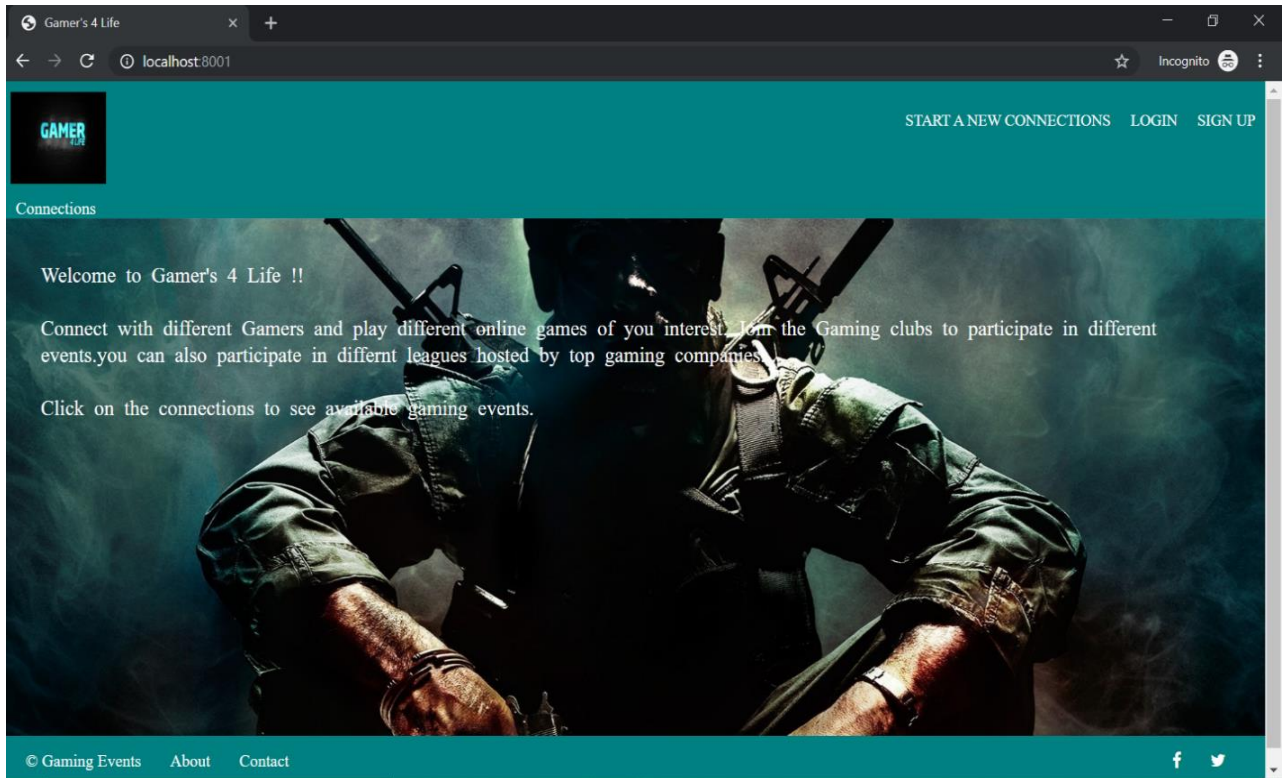 Gamer's 4 Life
localhost:8001
Incognito
GAMER
4 LIFE
START A NEW CONNECTIONS LOGIN SIGN UP
Connections
Welcome to Gamer's 4 Life !!
Connect with different Gamers and play different online games of you interest. Join the Gaming clubs to participate in different
events.you can also participate in differnt leagues hosted by top gaming companies.
Click on the connections to see available gaming events.
© Gaming Events About Contact